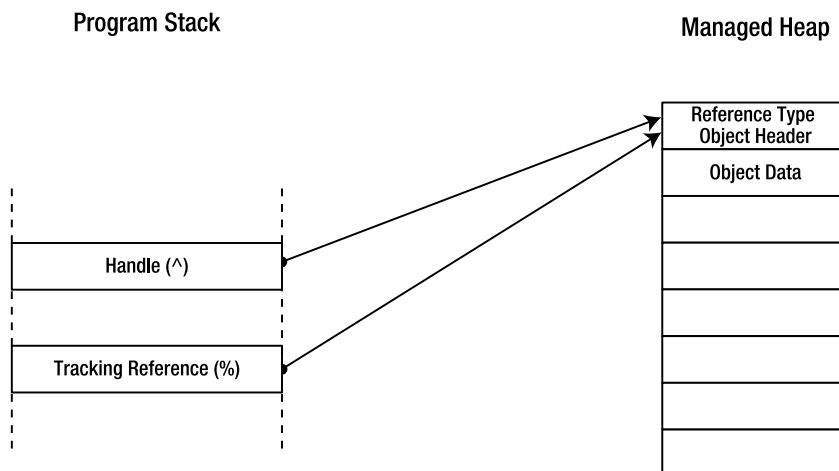 Program Stack
Managed Heap
Reference Type
Object Header
Object Data
Handle (^)
Tracking Reference (%)